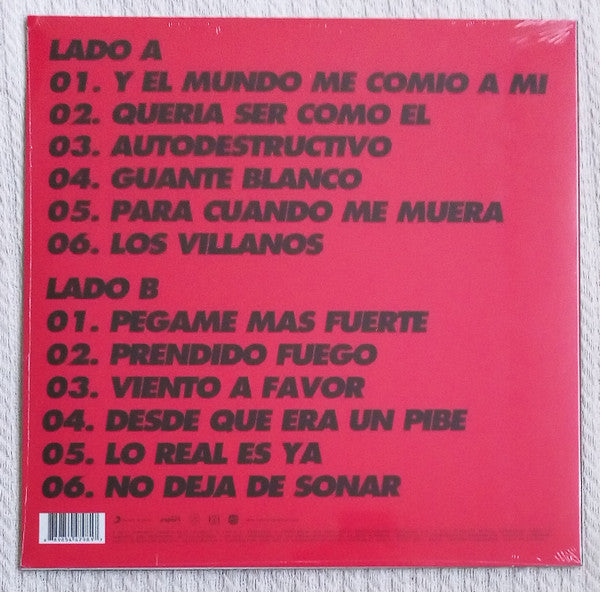 LADO A
01. Y EL MUNDO ME COMIO A MI
02. QUERIA SER COMO EL
03. AUTODESTRUCTIVO
04. GUANTE BLANCO
05. PARA CUANDO ME MUERA
06. LOS VILLANOS
LADO B
01. PEGAME MAS FUERTE
02. PRENDIDO FUEGO
03. VIENTO A FAVOR
04. DESDE QUE ERA UN PIBE
05. LO REAL ES YA
06. NO DEJA DE SONAR